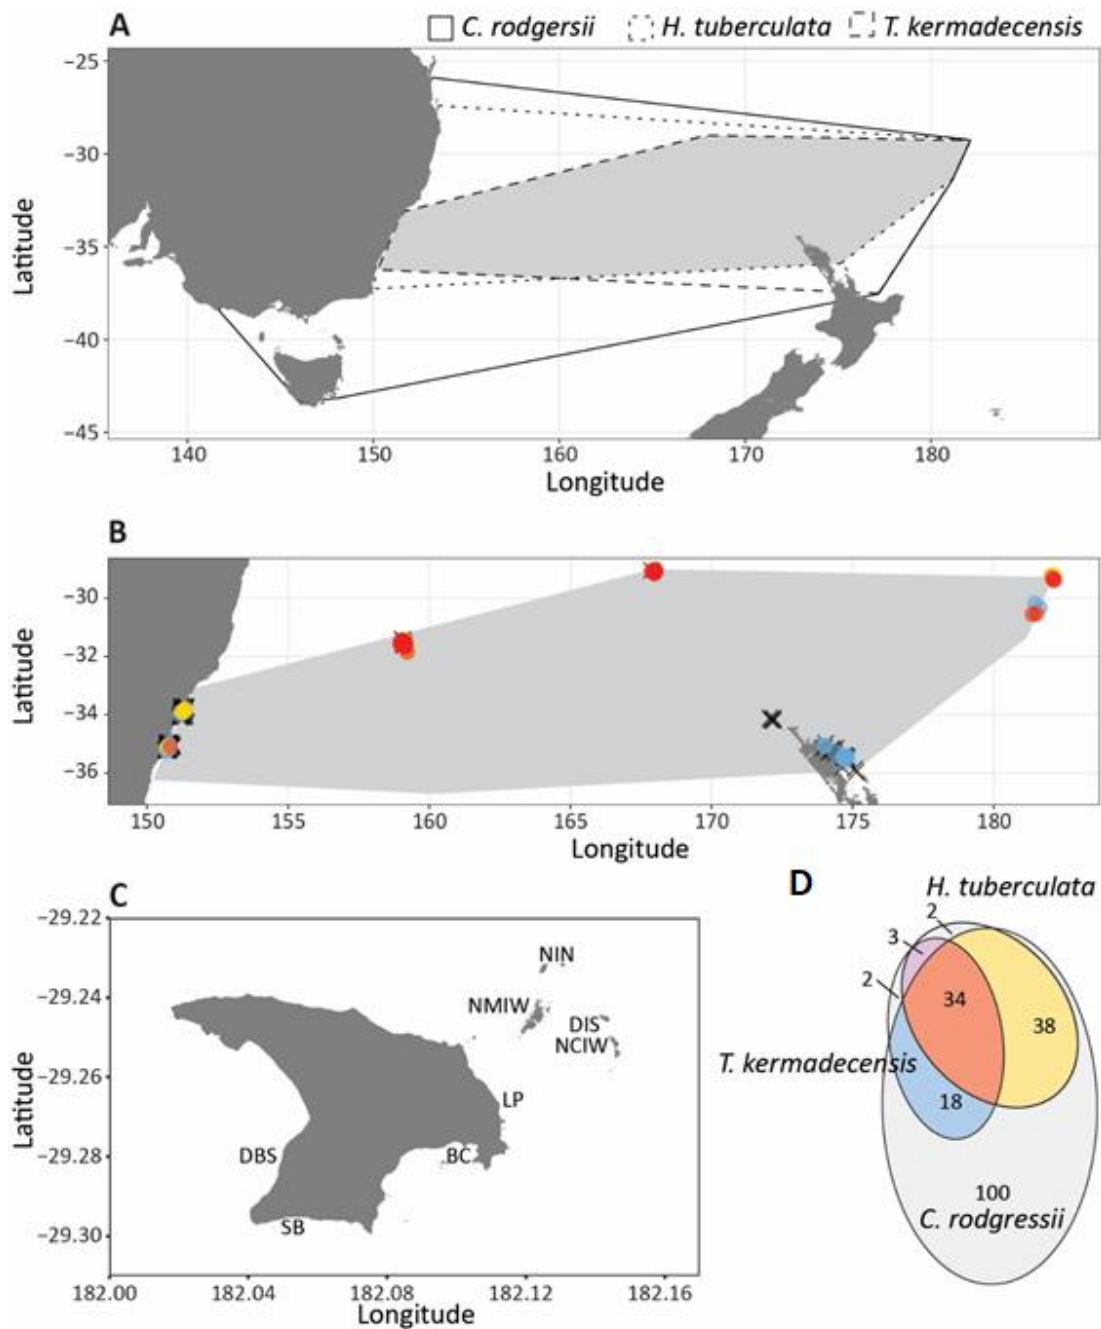 A
C. rodgersii H. tuberculata T. kermadecensis
−25
−30
−35
−40
−45
Latitude
140 150 160 170 180
Longitude
B
−30
−32
−34
−36
Latitude
150 155 160 165 170 175 180
Longitude
C
−29.22
−29.24
−29.26
−29.28
−29.30
Latitude
NIN
NMIW
DIS
NCIW
LP
DBS
BC
SB
182.00 182.04 182.08 182.12 182.16
Longitude
D
H. tuberculata
2
3
2
34
38
T. kermadecensis
18
100
C. rodgressii